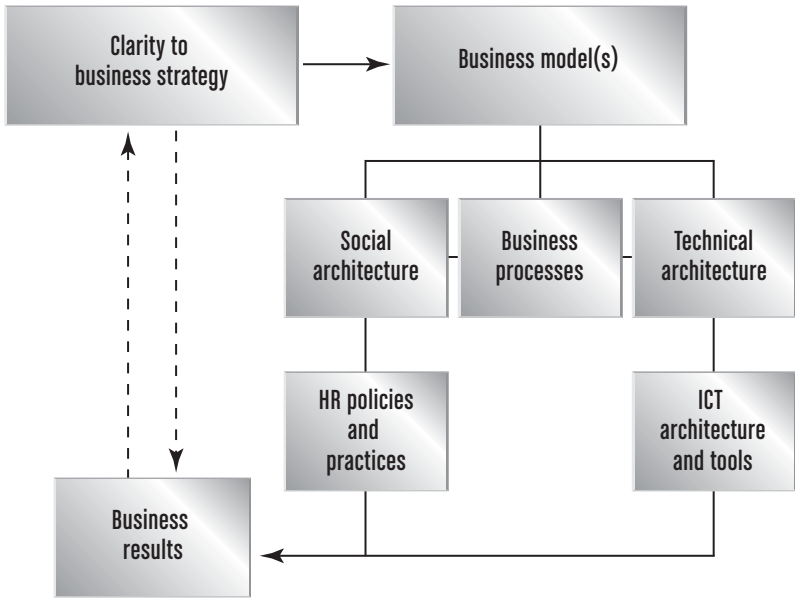 Clarity to
business strategy
Business model(s)
Social
architecture
Business
processes
Technical
architecture
HR policies
and
practices
ICT
architecture
and tools
Business
results